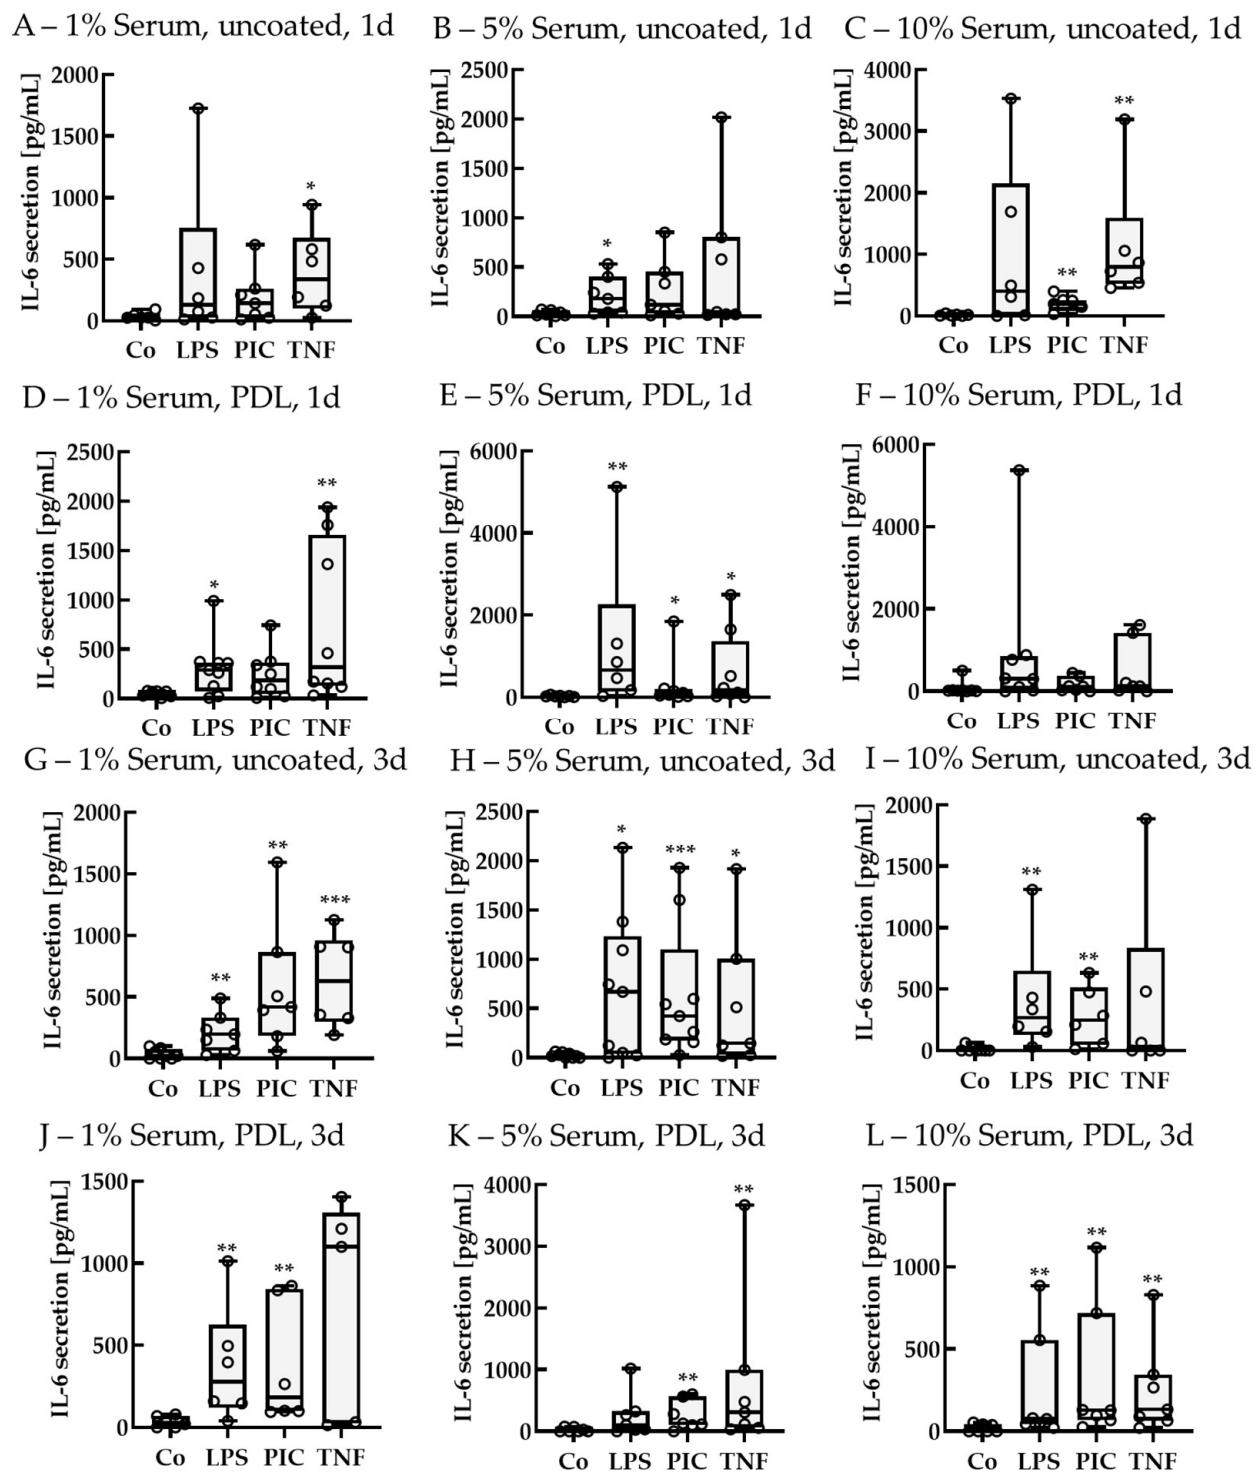 A – 1% Serum, uncoated, 1d
B – 5% Serum, uncoated, 1d
C – 10% Serum, uncoated, 1d
IL-6 secretion [pg/mL]
2000
1500
1000
500
0
*
Co LPS PIC TNF
IL-6 secretion [pg/mL]
2500
2000
1500
1000
500
0
*
Co LPS PIC TNF
IL-6 secretion [pg/mL]
4000
3000
2000
1000
0
**
**
Co LPS PIC TNF
D – 1% Serum, PDL, 1d
E – 5% Serum, PDL, 1d
F – 10% Serum, PDL, 1d
IL-6 secretion [pg/mL]
2500
2000
1500
1000
500
0
*
**
Co LPS PIC TNF
IL-6 secretion [pg/mL]
6000
4000
2000
0
**
*
*
Co LPS PIC TNF
IL-6 secretion [pg/mL]
6000
4000
2000
0
Co LPS PIC TNF
G – 1% Serum, uncoated, 3d
H – 5% Serum, uncoated, 3d
I – 10% Serum, uncoated, 3d
IL-6 secretion [pg/mL]
2000
1500
1000
500
0
**
**
***
Co LPS PIC TNF
IL-6 secretion [pg/mL]
2500
2000
1500
1000
500
0
*
***
*
Co LPS PIC TNF
IL-6 secretion [pg/mL]
2000
1500
1000
500
0
**
**
Co LPS PIC TNF
J – 1% Serum, PDL, 3d
K – 5% Serum, PDL, 3d
L – 10% Serum, PDL, 3d
IL-6 secretion [pg/mL]
1500
1000
500
0
**
**
Co LPS PIC TNF
IL-6 secretion [pg/mL]
4000
3000
2000
1000
0
**
**
Co LPS PIC TNF
IL-6 secretion [pg/mL]
1500
1000
500
0
**
**
**
Co LPS PIC TNF